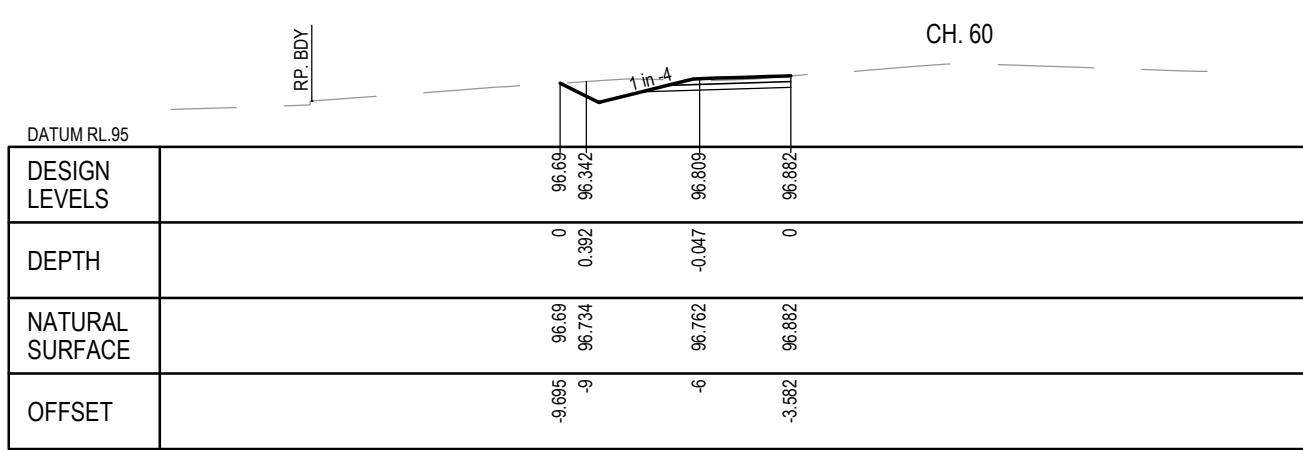 CH. 60
RP. BDY
1 in -4
DATUM RL.95
DESIGN
LEVELS
96.69
96.342
96.809
96.882
DEPTH
0
0.392
-0.047
0
NATURAL
SURFACE
96.69
96.734
96.762
96.882
OFFSET
-9.695
-9
-6
-3.582